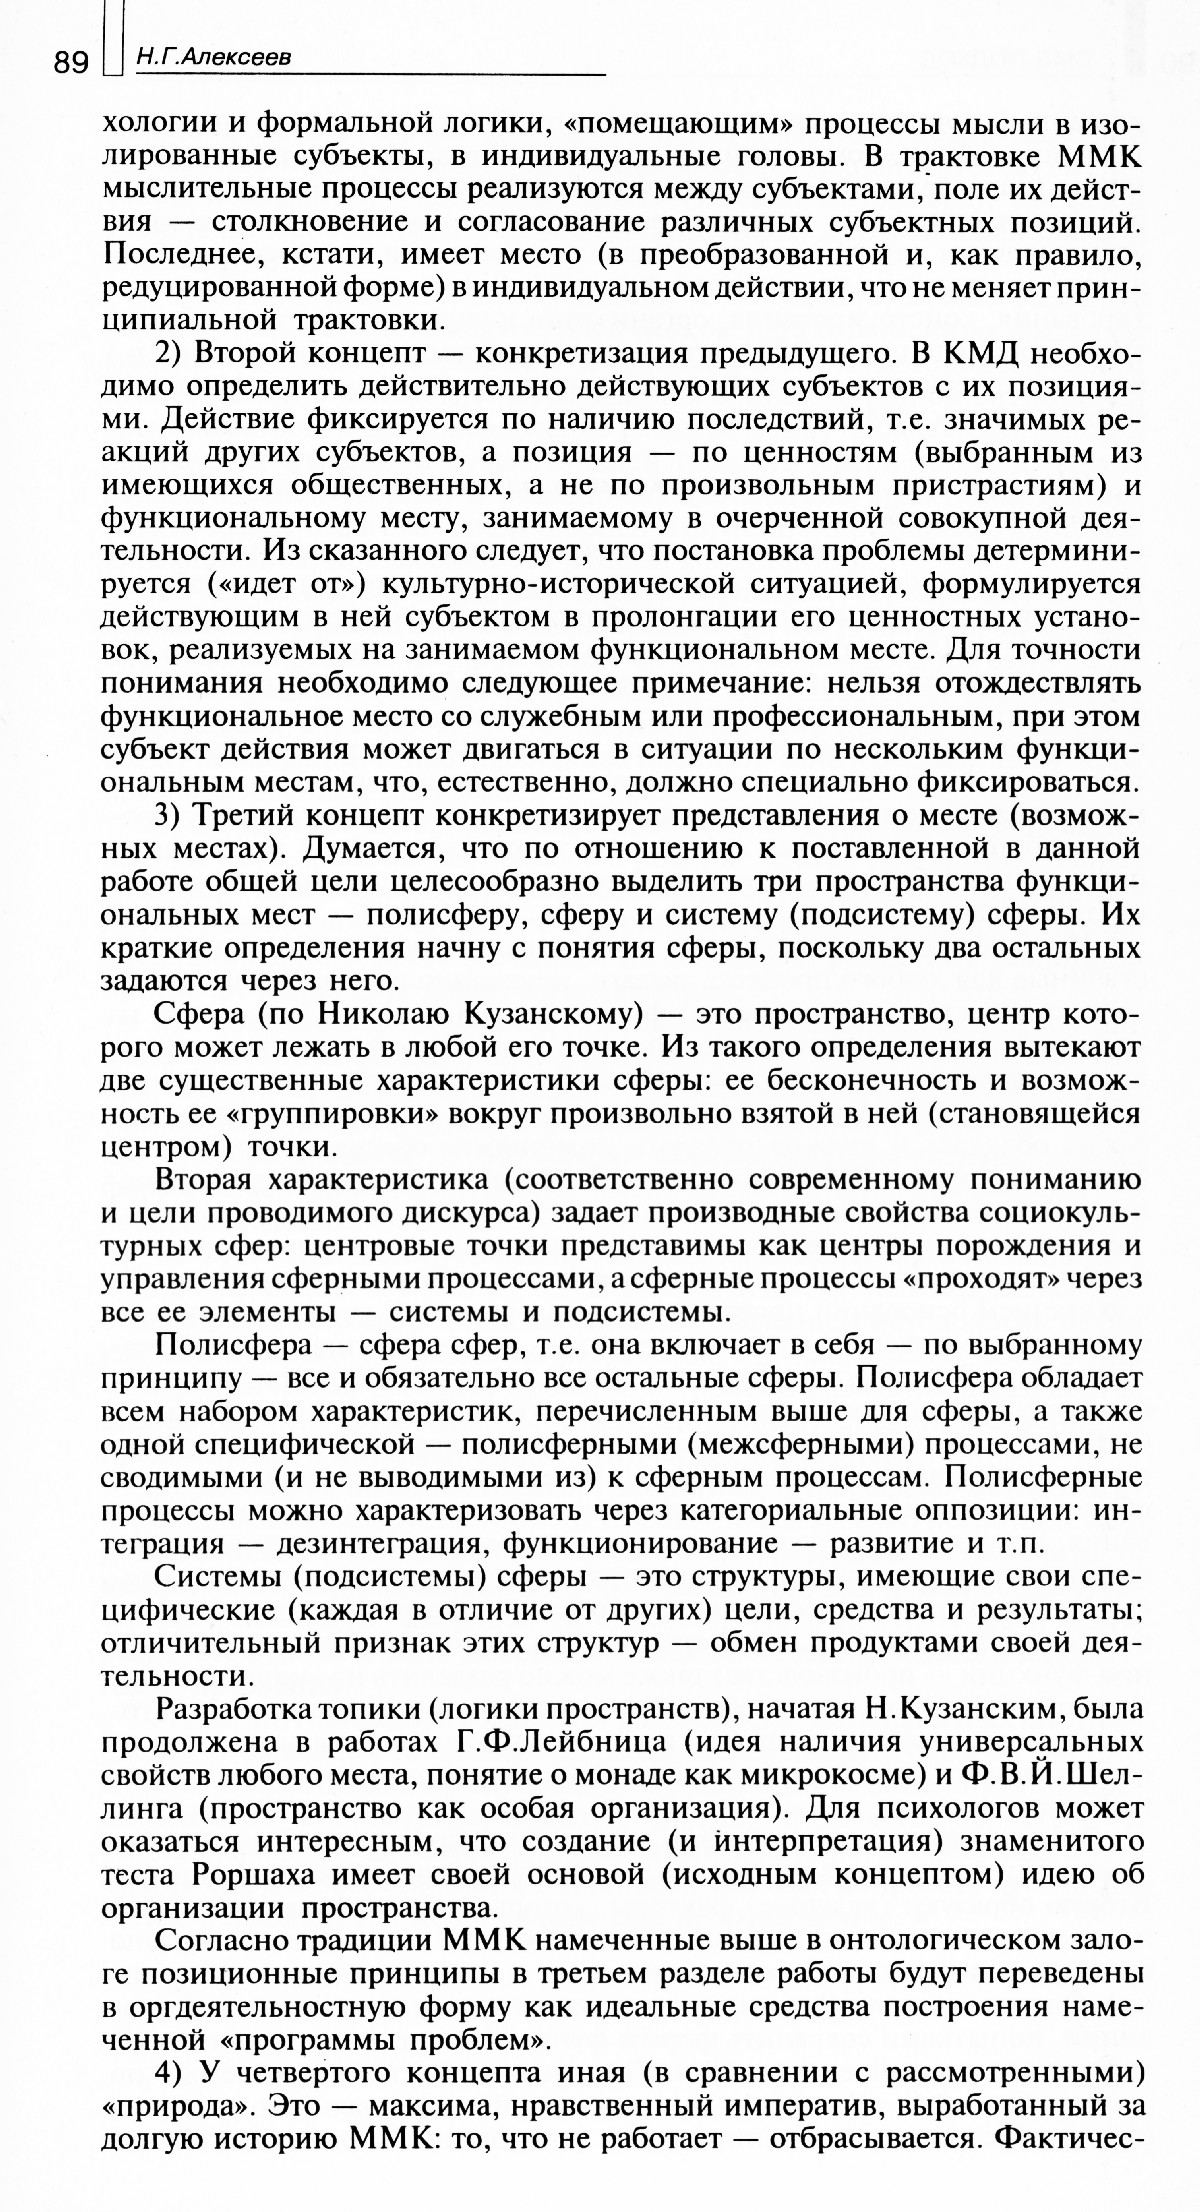 89 Н.Г.Алексеев
хологии и формальной логики, «помещающим» процессы мысли в изо-
лированные субъекты, в индивидуальные головы. В трактовке ММК
мыслительные процессы реализуются между субъектами, поле их дейст-
вия — столкновение и согласование различных субъектных позиций.
Последнее, кстати, имеет место (в преобразованной и, как правило,
редуцированной форме) в индивидуальном действии, что не меняет прин-
ципиальной трактовки.
2) Второй концепт — конкретизация предыдущего. В КМД необхо-
димо определить действительно действующих субъектов с их позиция-
ми. Действие фиксируется по наличию последствий, т.е. значимых ре-
акций других субъектов, а позиция — по ценностям (выбранным из
имеющихся общественных, а не по произвольным пристрастиям) и
функциональному месту, занимаемому в очерченной совокупной дея-
тельности. Из сказанного следует, что постановка проблемы детермини-
руется («идет от») культурно-исторической ситуацией, формулируется
действующим в ней субъектом в пролонгации его ценностных устано-
вок, реализуемых на занимаемом функциональном месте. Для точности
понимания необходимо следующее примечание: нельзя отождествлять
функциональное место со служебным или профессиональным, при этом
субъект действия может двигаться в ситуации по нескольким функци-
ональным местам, что, естественно, должно специально фиксироваться.
3) Третий концепт конкретизирует представления о месте (возмож-
ных местах). Думается, что по отношению к поставленной в данной
работе общей цели целесообразно выделить три пространства функци-
ональных мест — полисферу, сферу и систему (подсистему) сферы. Их
краткие определения начну с понятия сферы, поскольку два остальных
задаются через него.
Сфера (по Николаю Кузанскому) — это пространство, центр кото-
рого может лежать в любой его точке. Из такого определения вытекают
две существенные характеристики сферы: ее бесконечность и возмож-
ность ее «группировки» вокруг произвольно взятой в ней (становящейся
центром) точки.
Вторая характеристика (соответственно современному пониманию
и цели проводимого дискурса) задает производные свойства социокуль-
турных сфер: центровые точки представимы как центры порождения и
управления сферными процессами, а сферные процессы «проходят» через
все ее элементы — системы и подсистемы.
Полисфера — сфера сфер, т.е. она включает в себя — по выбранному
принципу — все и обязательно все остальные сферы. Полисфера обладает
всем набором характеристик, перечисленным выше для сферы, а также
одной специфической — полисферными (межсферными) процессами, не
сводимыми (и не выводимыми из) к сферным процессам. Полисферные
процессы можно характеризовать через категориальные оппозиции: ин-
теграция — дезинтеграция, функционирование — развитие и т.п.
Системы (подсистемы) сферы — это структуры, имеющие свои спе-
цифические (каждая в отличие от других) цели, средства и результаты;
отличительный признак этих структур — обмен продуктами своей дея-
тельности.
Разработка топики (логики пространств), начатая Н.Кузанским, была
продолжена в работах Г.Ф.Лейбница (идея наличия универсальных
свойств любого места, понятие о монаде как микрокосме) и Ф.В.Й.Шел-
линга (пространство как особая организация). Для психологов может
оказаться интересным, что создание (и интерпретация) знаменитого
теста Роршаха имеет своей основой (исходным концептом) идею об
организации пространства.
Согласно традиции ММК намеченные выше в онтологическом зало-
ге позиционные принципы в третьем разделе работы будут переведены
в оргдеятельностную форму как идеальные средства построения наме-
ченной «программы проблем».
4) У четвертого концепта иная (в сравнении с рассмотренными)
«природа». Это — максима, нравственный императив, выработанный за
долгую историю ММК: то, что не работает — отбрасывается. Фактичес-